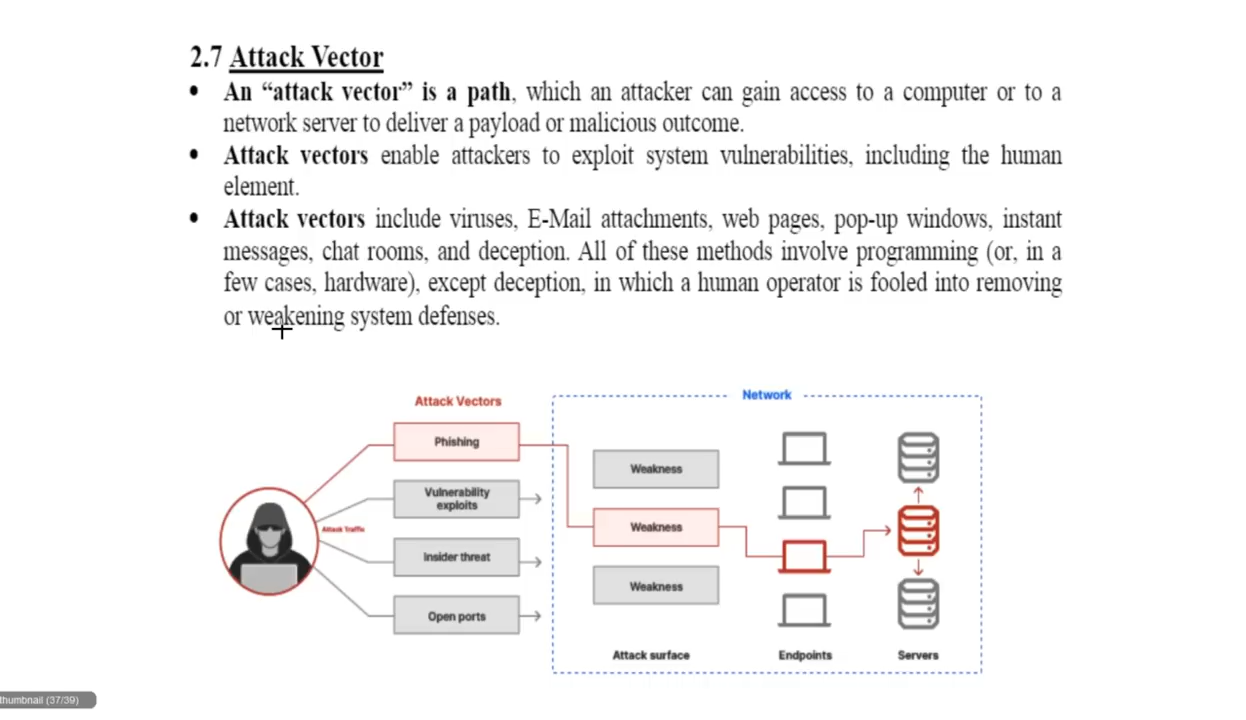 2.7 Attack Vector
• An “attack vector” is a path, which an attacker can gain access to a computer or to a
network server to deliver a payload or malicious outcome.
• Attack vectors enable attackers to exploit system vulnerabilities, including the human
element.
• Attack vectors include viruses, E-Mail attachments, web pages, pop-up windows, instant
messages, chat rooms, and deception. All of these methods involve programming (or, in a
few cases, hardware), except deception, in which a human operator is fooled into removing
or weakening system defenses.
Attack Vectors
Network
Phishing
Vulnerability
exploits
Insider threat
Open ports
Attack Traffic
Weakness
Weakness
Weakness
Attack surface
Endpoints
Servers
thumbnail (37/39)